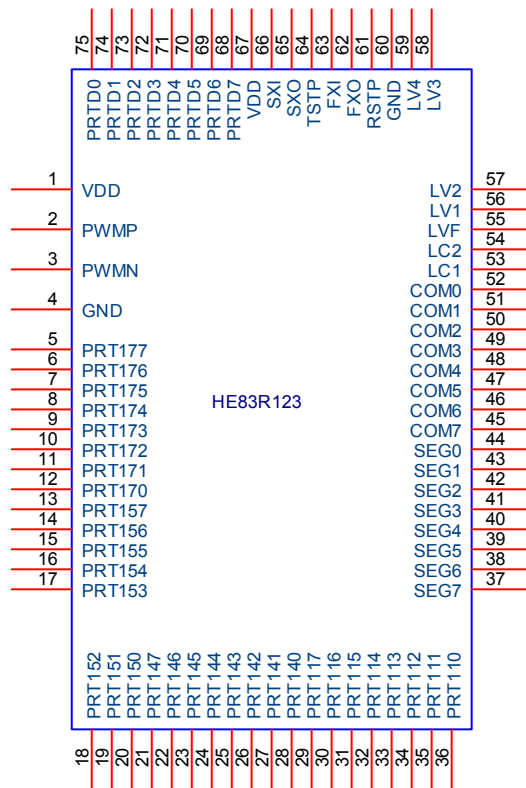 75 74 73 72 71 70 69 68 67 66 65 64 63 62 61 60 59 58
PRTD0 PRTD1 PRTD2 PRTD3 PRTD4 PRTD5 PRTD6 PRTD7 VDD SXI SXO TSTP FXI FXO RSTP GND LV4 LV3
1 VDD
2 PWMP
3 PWMN
4 GND
5 PRT177
6 PRT176
7 PRT175
8 PRT174
9 PRT173
10 PRT172
11 PRT171
12 PRT170
13 PRT157
14 PRT156
15 PRT155
16 PRT154
17 PRT153
HE83R123
LV2 57
LV1 56
LVF 55
LC2 54
LC1 53
COM0 52
COM1 51
COM2 50
COM3 49
COM4 48
COM5 47
COM6 46
COM7 45
SEG0 44
SEG1 43
SEG2 42
SEG3 41
SEG4 40
SEG5 39
SEG6 38
SEG7 37
PRT152 PRT151 PRT150 PRT147 PRT146 PRT145 PRT144 PRT143 PRT142 PRT141 PRT140 PRT117 PRT116 PRT115 PRT114 PRT113 PRT112 PRT111 PRT110
18 19 20 21 22 23 24 25 26 27 28 29 30 31 32 33 34 35 36